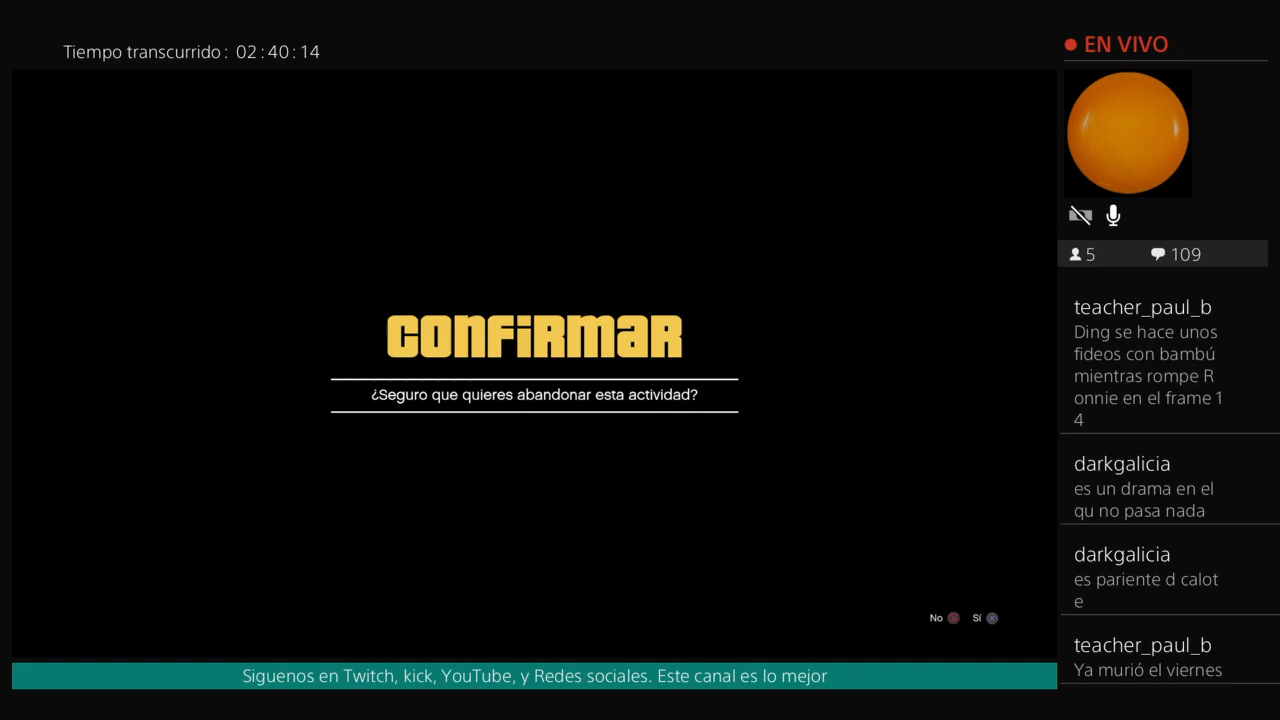 Tiempo transcurrido: 02:40:14
EN VIVO
5
109
teacher_paul_b
Ding se hace unos
fideos con bambú
mientras rompe R
onnie en el frame 1
4
darkgalicia
es un drama en el
qu no pasa nada
darkgalicia
es pariente d calot
e
teacher_paul_b
Ya murió el viernes
CONFIRMAR
¿Seguro que quieres abandonar esta actividad?
No
Sí
Siguenos en Twitch, kick, YouTube, y Redes sociales. Este canal es lo mejor